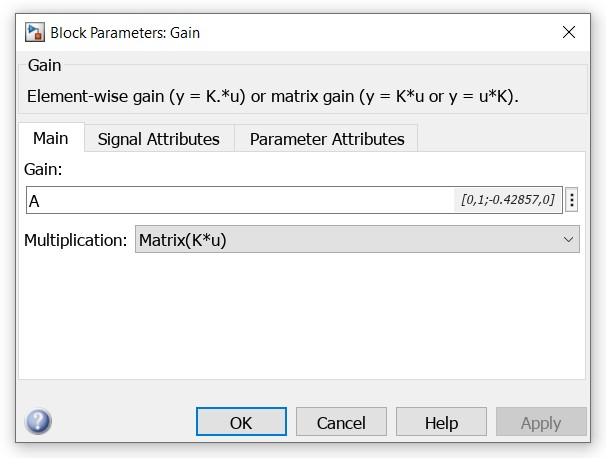 Block Parameters: Gain
Gain
Element-wise gain (y = K.*u) or matrix gain (y = K*u or y = u*K).
Main Signal Attributes Parameter Attributes
Gain:
A [0,1;-0.42857,0]
Multiplication: Matrix(K*u)
? OK Cancel Help Apply